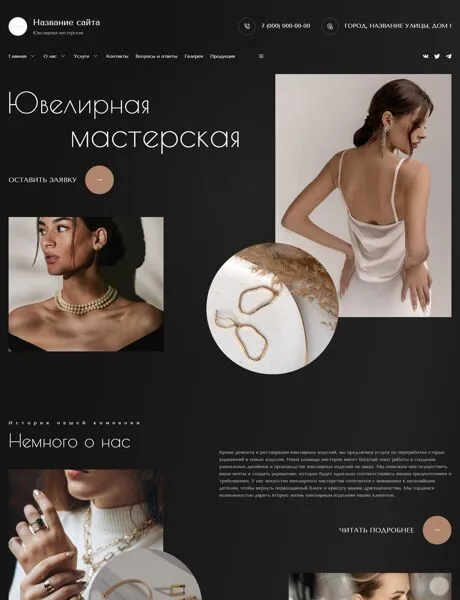 Название сайта
Ювелирная мастерская
7 (000) 000-00-00
ГОРОД, НАЗВАНИЕ УЛИЦЫ, ДОМ 1
Главная О нас Услуги Контакты Вопросы и ответы Галерея Продукция
Ювелирная
мастерская
ОСТАВИТЬ ЗАЯВКУ
История нашей компании
Немного о нас
Кроме ремонта и реставрации ювелирных изделий, мы предлагаем услуги по переработке старых
украшений в новые изделия. Наша команда мастеров имеет богатый опыт работы в создании
уникальных дизайнов и производстве ювелирных изделий на заказ. Мы поможем вам осуществить
ваши мечты и создать украшение, которое будет идеально соответствовать вашим предпочтениям и
требованиям. У нас искусство ювелирного мастерства сочетается с вниманием к мельчайшим
деталям, чтобы вернуть первозданный блеск и красоту вашим драгоценностям. Мы гордимся
возможностью дарить вторую жизнь ювелирным изделиям наших клиентов.
ЧИТАТЬ ПОДРОБНЕЕ